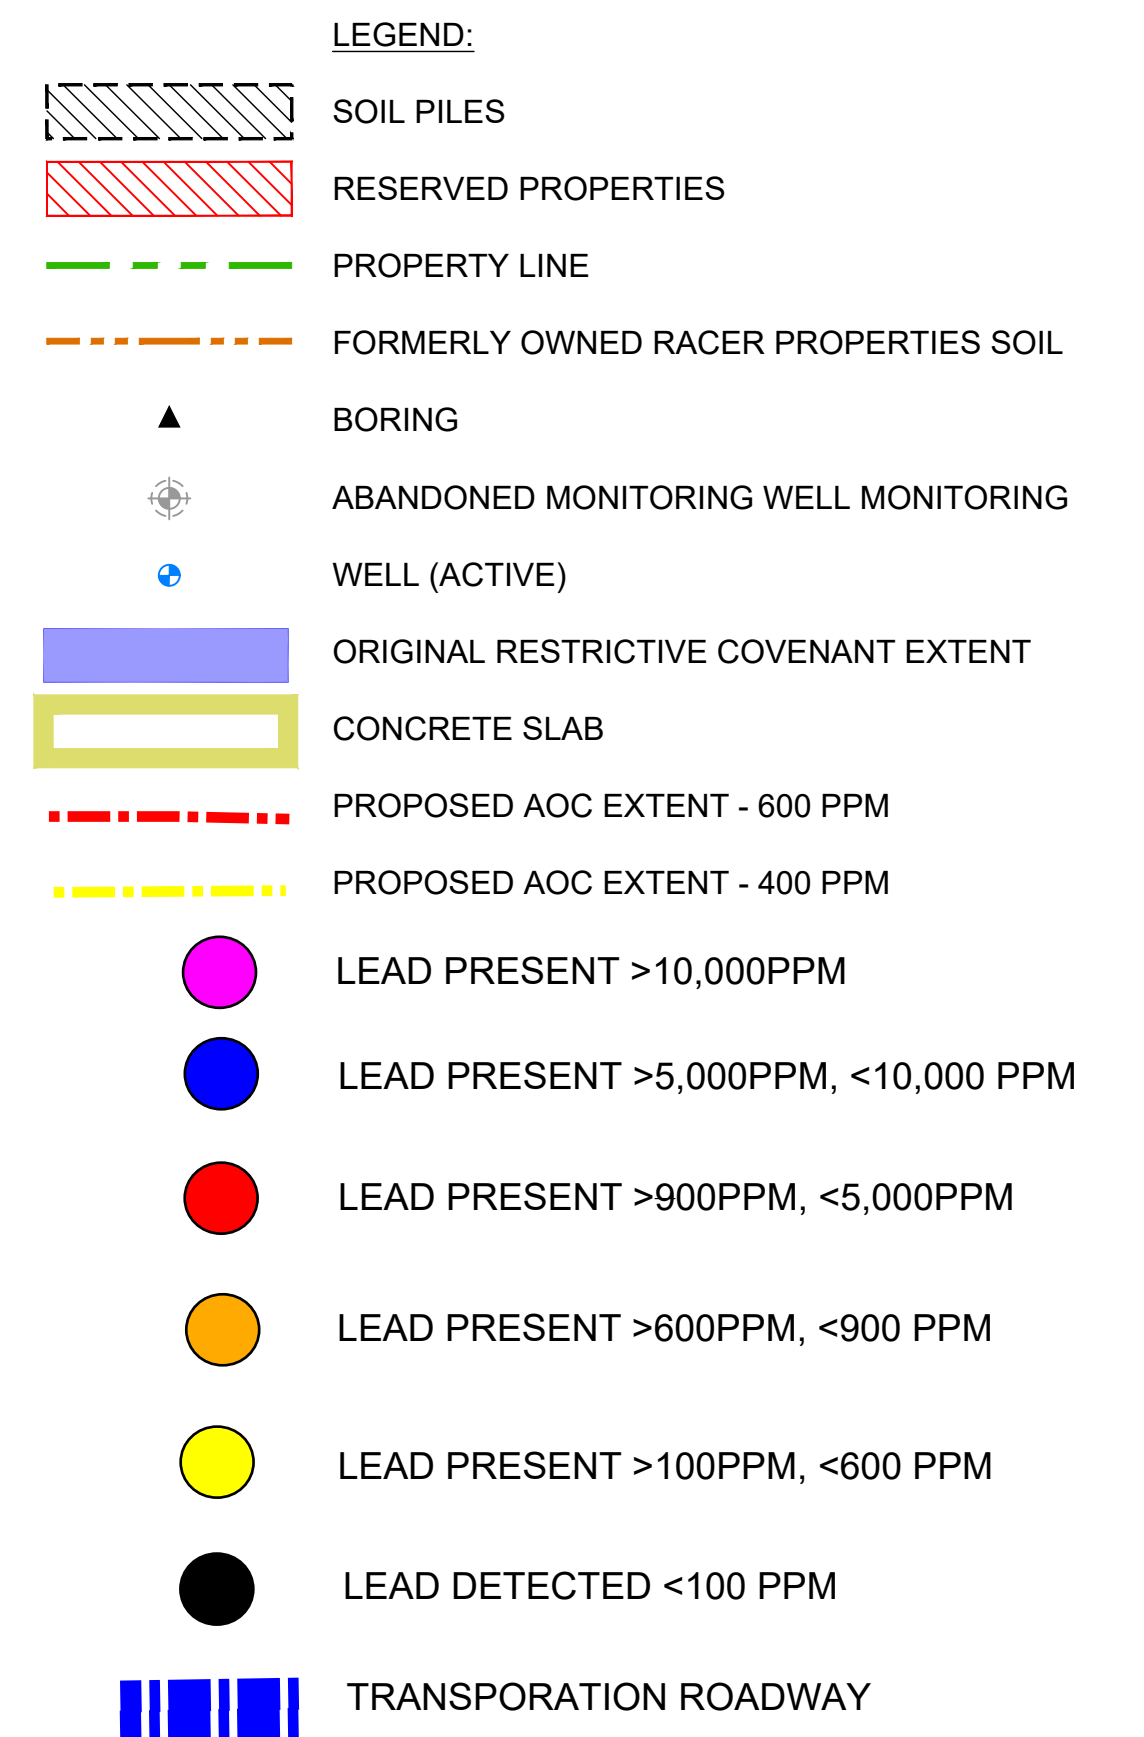 LEGEND:
SOIL PILES
RESERVED PROPERTIES
PROPERTY LINE
FORMERLY OWNED RACER PROPERTIES SOIL
BORING
ABANDONED MONITORING WELL MONITORING
WELL (ACTIVE)
ORIGINAL RESTRICTIVE COVENANT EXTENT
CONCRETE SLAB
PROPOSED AOC EXTENT - 600 PPM
PROPOSED AOC EXTENT - 400 PPM
LEAD PRESENT >10,000PPM
LEAD PRESENT >5,000PPM, <10,000 PPM
LEAD PRESENT >900PPM, <5,000PPM
LEAD PRESENT >600PPM, <900 PPM
LEAD PRESENT >100PPM, <600 PPM
LEAD DETECTED <100 PPM
TRANSPORATION ROADWAY